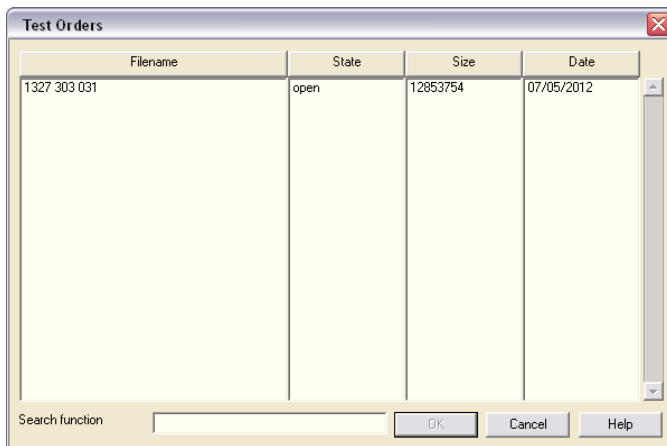 Test Orders
Filename State Size Date
1327 303 031 open 12853754 07/05/2012
Search function OK Cancel Help